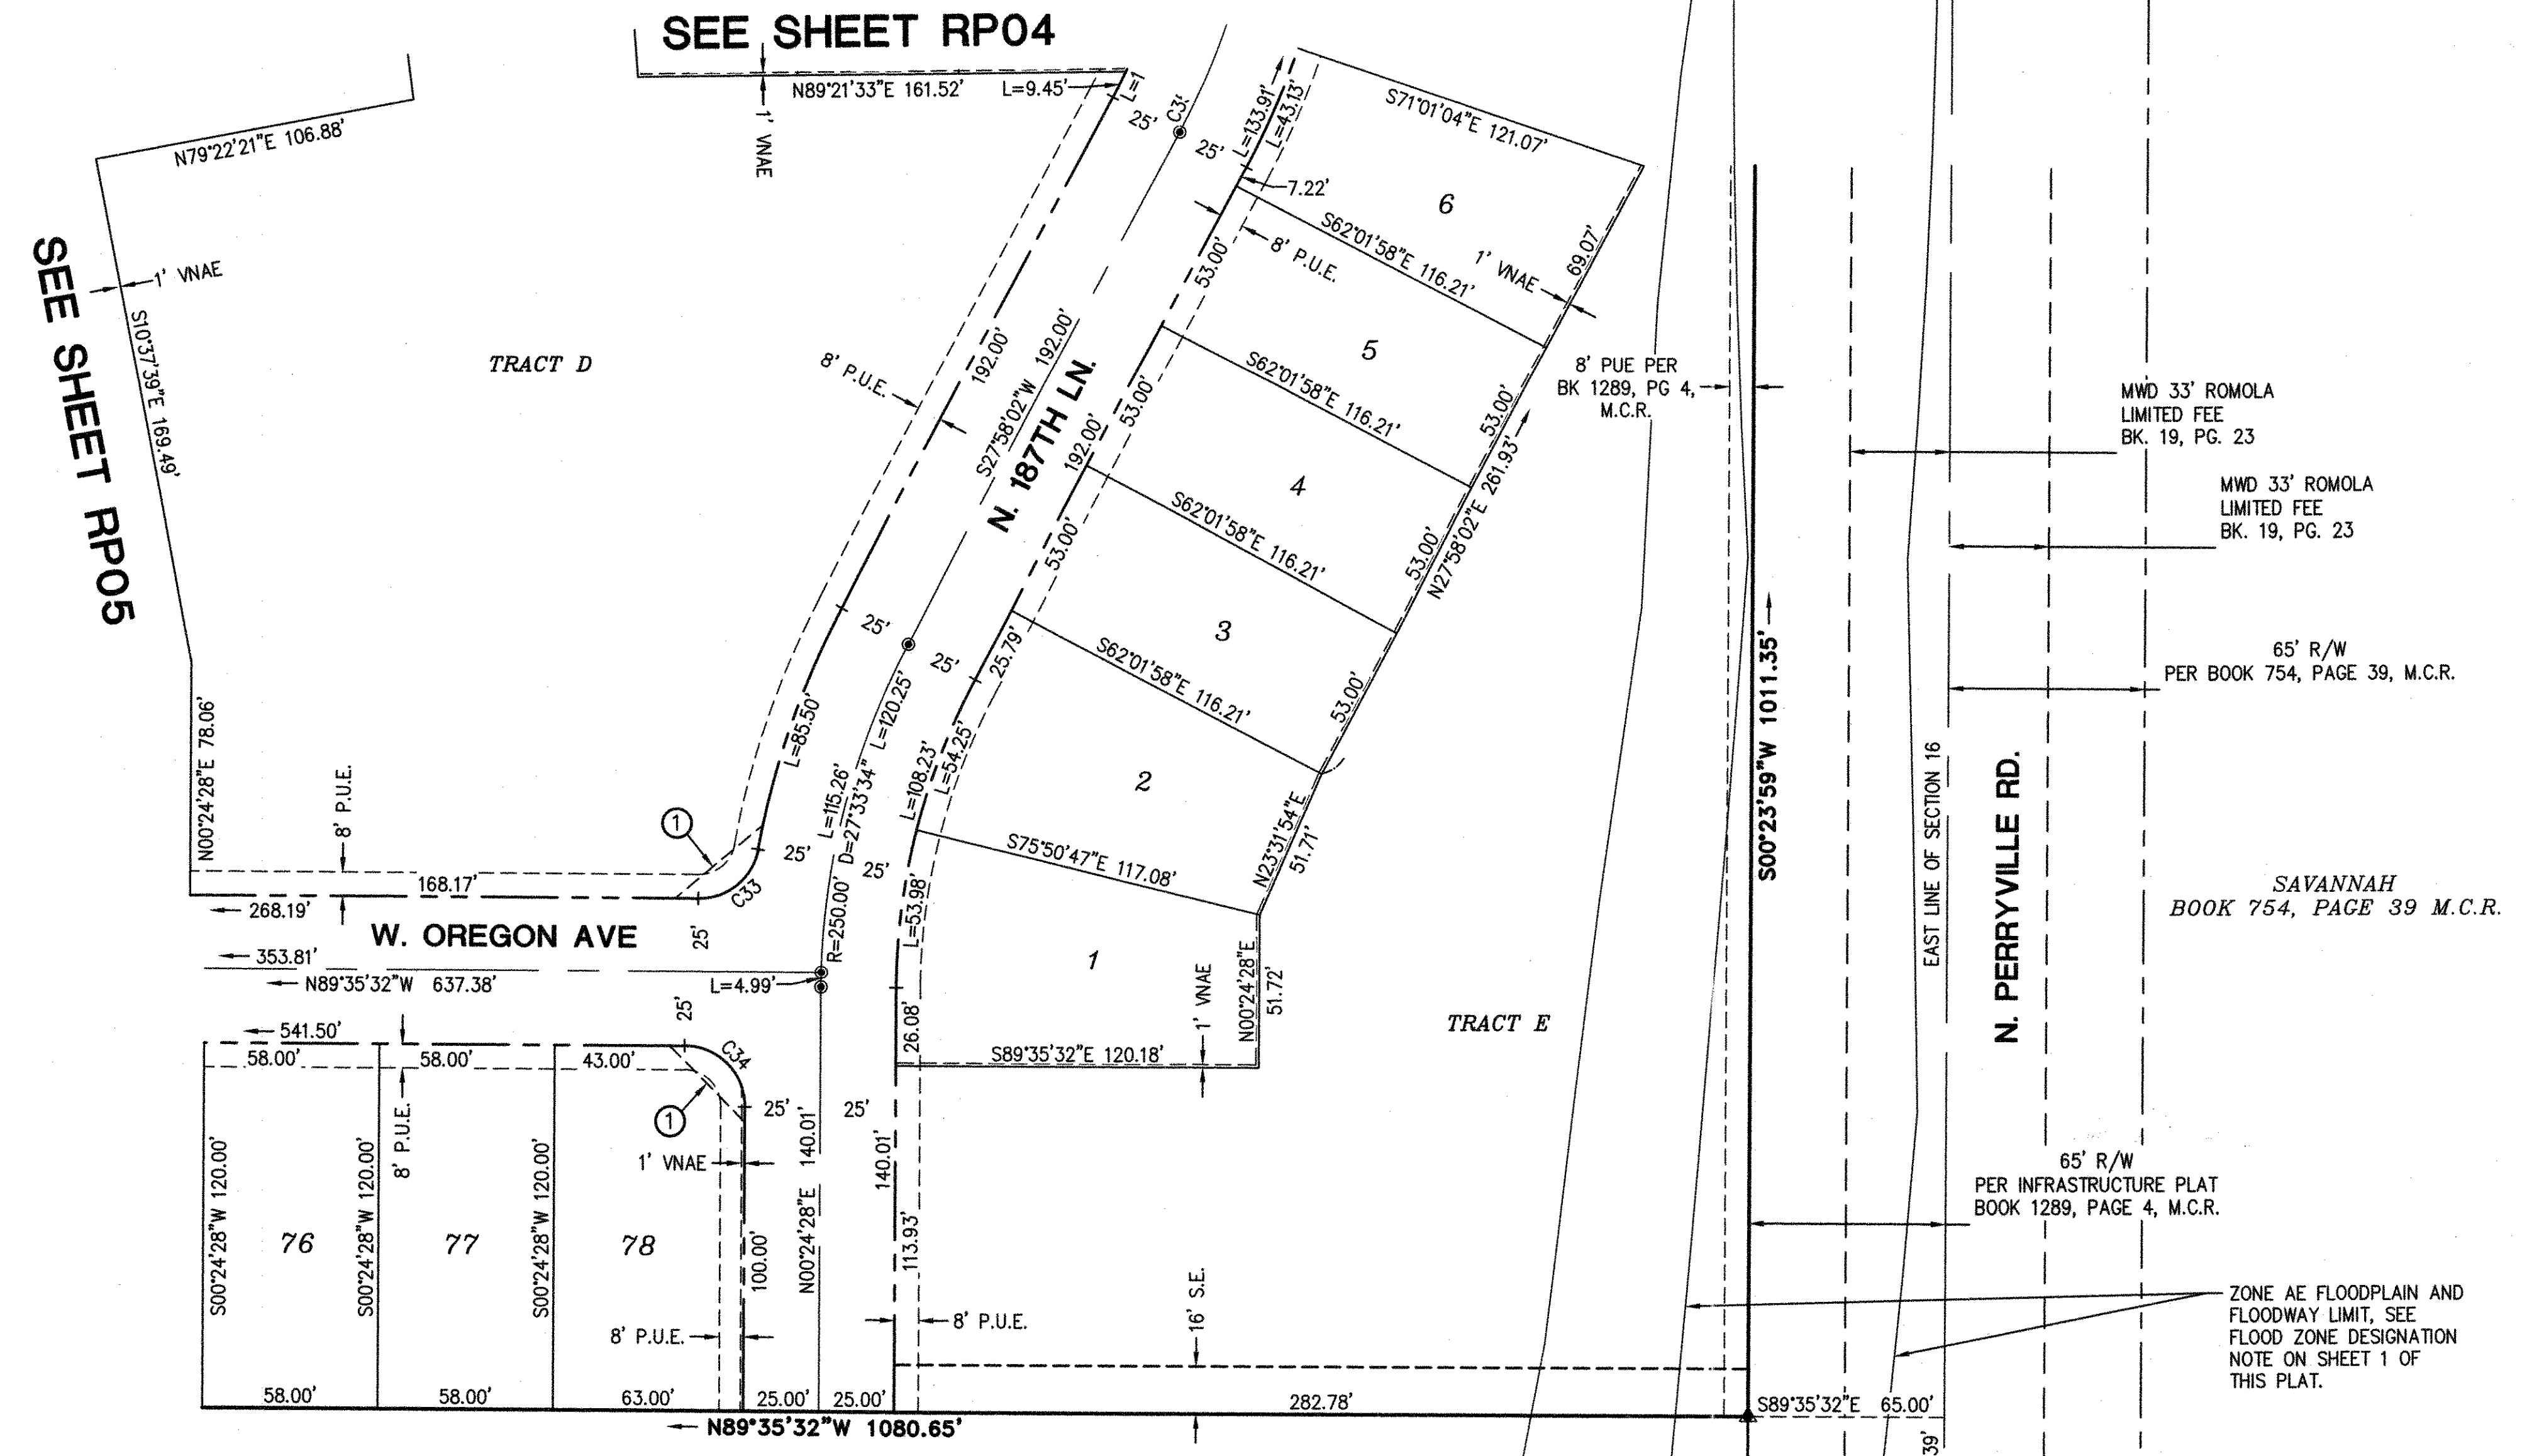 SEE SHEET RP04
N89°21'33"E 161.52'
L=9.45'
1' VNAE
25'
25'
L=133.91'
L=43.13'
7.22'
S71°01'04"E 121.07'
N79°22'21"E 106.88'
SEE SHEET RP05
1' VNAE
S10°37'39"E 169.49'
TRACT D
8' P.U.E.
192.00'
S27°58'02"W 192.00'
N. 187TH LN.
192.00'
6
S62°01'58"E 116.21'
8' P.U.E.
1' VNAE
69.07'
53.00'
5
S62°01'58"E 116.21'
53.00'
53.00'
4
S62°01'58"E 116.21'
53.00'
53.00'
N27°58'02"E 261.93'
3
S62°01'58"E 116.21'
25.79'
53.00'
25'
25'
L=85.50'
L=120.25'
L=115.26'
D=27°33'34"
R=250.00'
L=108.23'
L=54.25'
2
S75°50'47"E 117.08'
N23°31'54"E
51.71'
L=53.98'
1
N00°24'28"E
51.72'
1' VNAE
26.08'
S89°35'32"E 120.18'
N00°24'28"E 78.06'
8' P.U.E.
1
C33
25'
25'
168.17'
268.19'
W. OREGON AVE
25'
353.81'
N89°35'32"W 637.38'
L=4.99'
25'
541.50'
58.00'
58.00'
43.00'
C34
1
25'
25'
8' P.U.E.
1' VNAE
S00°24'28"W 120.00'
S00°24'28"W 120.00'
S00°24'28"W 120.00'
76
77
78
100.00'
N00°24'28"E 140.01'
140.01'
113.93'
8' P.U.E.
8' P.U.E.
58.00'
58.00'
63.00'
25.00'
25.00'
282.78'
N89°35'32"W 1080.65'
16' S.E.
TRACT E
8' PUE PER
BK 1289, PG 4,
M.C.R.
S00°23'59"W 1011.35'
EAST LINE OF SECTION 16
N. PERRYVILLE RD.
MWD 33' ROMOLA
LIMITED FEE
BK. 19, PG. 23
MWD 33' ROMOLA
LIMITED FEE
BK. 19, PG. 23
65' R/W
PER BOOK 754, PAGE 39, M.C.R.
SAVANNAH
BOOK 754, PAGE 39 M.C.R.
65' R/W
PER INFRASTRUCTURE PLAT
BOOK 1289, PAGE 4, M.C.R.
ZONE AE FLOODPLAIN AND
FLOODWAY LIMIT, SEE
FLOOD ZONE DESIGNATION
NOTE ON SHEET 1 OF
THIS PLAT.
S89°35'32"E 65.00'
39'